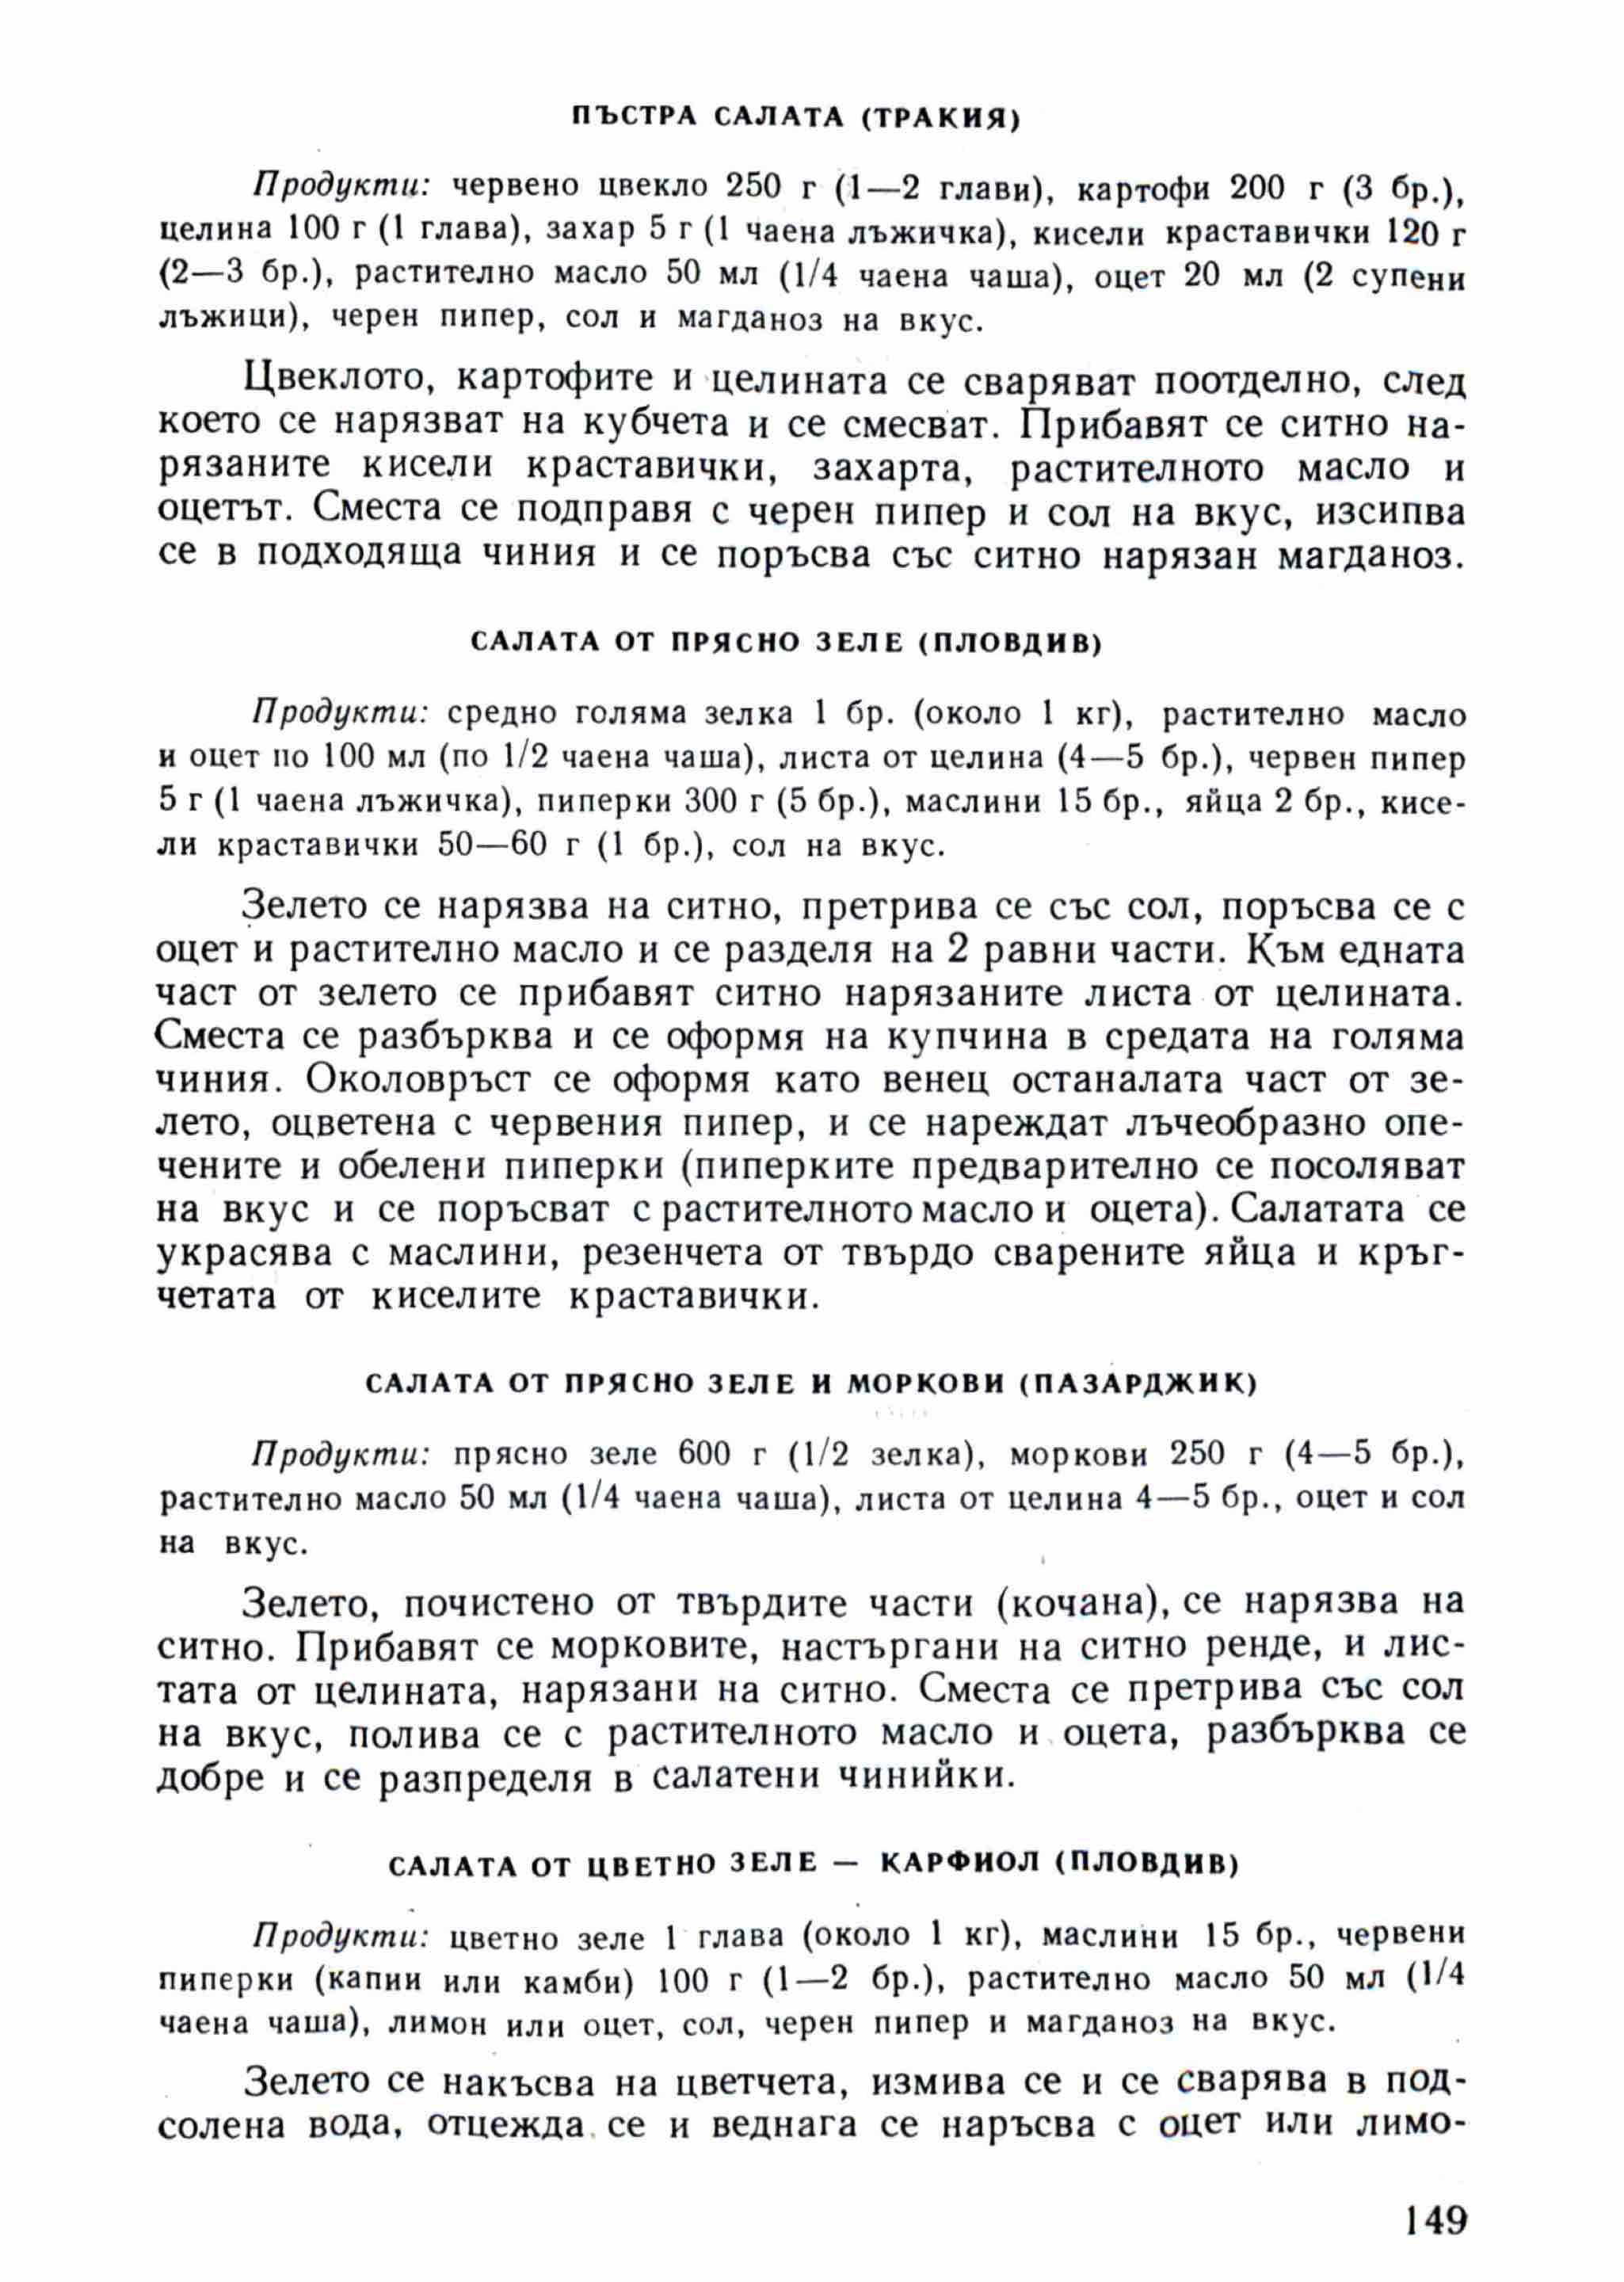 ПЪСТРА САЛАТА (ТРАКИЯ)
Продукти: червено цвекло 250 г (1—2 глави), картофи 200 г (3 бр.),
целина 100 г (1 глава), захар 5 г (1 чаена лъжичка), кисели краставички 120 г
(2—3 бр.), растително масло 50 мл (1/4 чаена чаша), оцет 20 мл (2 супени
лъжици), черен пипер, сол и магданоз на вкус.
Цвеклото, картофите и целината се сваряват поотделно, след
което се нарязват на кубчета и се смесват. Прибавят се ситно на-
рязаните кисели краставички, захарта, растителното масло и
оцетът. Сместа се подправя с черен пипер и сол на вкус, изсипва
се в подходяща чиния и се поръсва със ситно нарязан магданоз.
САЛАТА ОТ ПРЯСНО ЗЕЛЕ (ПЛОВДИВ)
Продукти: средно голяма зелка 1 бр. (около 1 кг), растително масло
и оцет по 100 мл (по 1/2 чаена чаша), листа от целина (4—5 бр.), червен пипер
5 г (1 чаена лъжичка), пиперки 300 г (5 бр.), маслини 15 бр., яйца 2 бр., кисе-
ли краставички 50—60 г (1 бр.), сол на вкус.
Зелето се нарязва на ситно, претрива се със сол, поръсва се с
оцет и растително масло и се разделя на 2 равни части. Към едната
част от зелето се прибавят ситно нарязаните листа от целината.
Сместа се разбърква и се оформя на купчина в средата на голяма
чиния. Околовръст се оформя като венец останалата част от зе-
лето, оцветена с червения пипер, и се нареждат лъчеобразно опе-
чените и обелени пиперки (пиперките предварително се посоляват
на вкус и се поръсват с растителното масло и оцета). Салатата се
украсява с маслини, резенчета от твърдо сварените яйца и кръг-
четата от киселите краставички.
САЛАТА ОТ ПРЯСНО ЗЕЛЕ И МОРКОВИ (ПАЗАРДЖИК)
Продукти: прясно зеле 600 г (1/2 зелка), моркови 250 г (4—5 бр.),
растително масло 50 мл (1/4 чаена чаша), листа от целина 4—5 бр., оцет и сол
на вкус.
Зелето, почистено от твърдите части (кочана), се нарязва на
ситно. Прибавят се морковите, настъргани на ситно ренде, и лис-
тата от целината, нарязани на ситно. Сместа се претрива със сол
на вкус, полива се с растителното масло и оцета, разбърква се
добре и се разпределя в салатени чинийки.
САЛАТА ОТ ЦВЕТНО ЗЕЛЕ — КАРФИОЛ (ПЛОВДИВ)
Продукти: цветно зеле 1 глава (около 1 кг), маслини 15 бр., червени
пиперки (капии или камби) 100 г (1—2 бр.), растително масло 50 мл (1/4
чаена чаша), лимон или оцет, сол, черен пипер и магданоз на вкус.
Зелето се накъсва на цветчета, измива се и се сварява в под-
солена вода, отцежда се и веднага се наръсва с оцет или лимо-
149